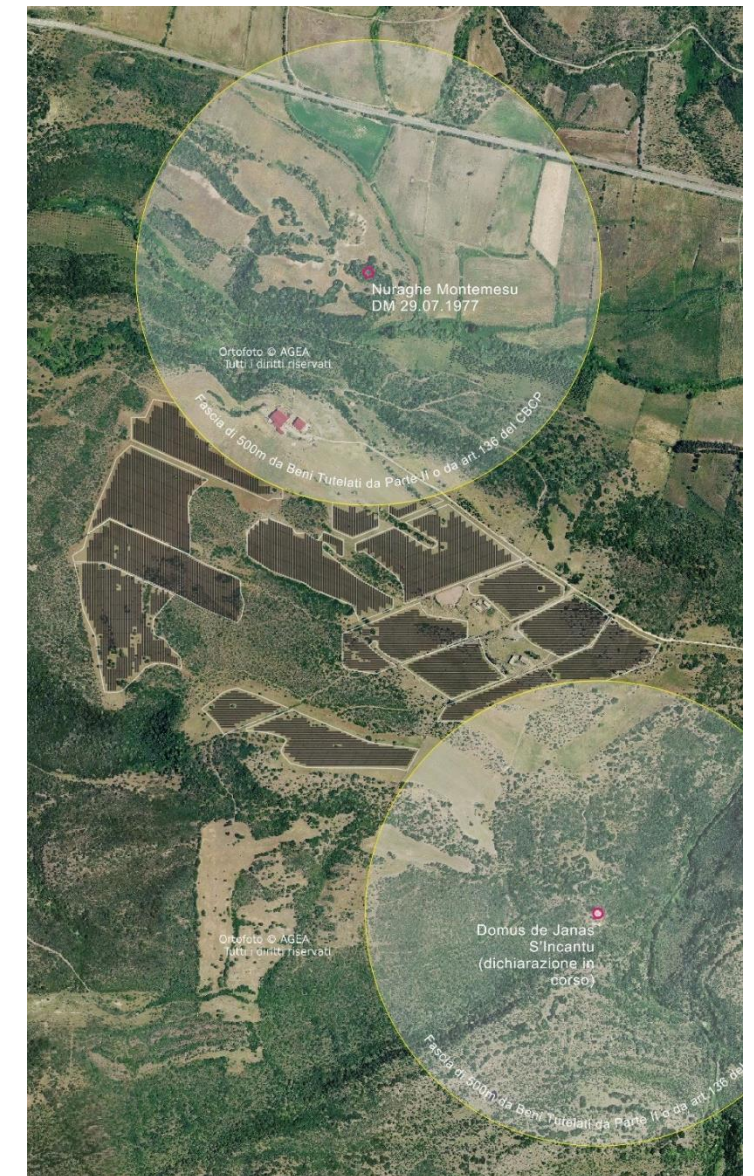 Nuraghe Montemesu
DM 29.07.1977
Ortofoto © AGEA
Tutti i diritti riservati
Fascia di 500m da Beni Tutelati da Parte II o da art.136 del CBCP
Ortofoto © AGEA
Tutti i diritti riservati
Domus de Janas
S'Incantu
(dichiarazione in
corso)
Fascia di 500m da Beni Tutelati da Parte II o da art.136 del